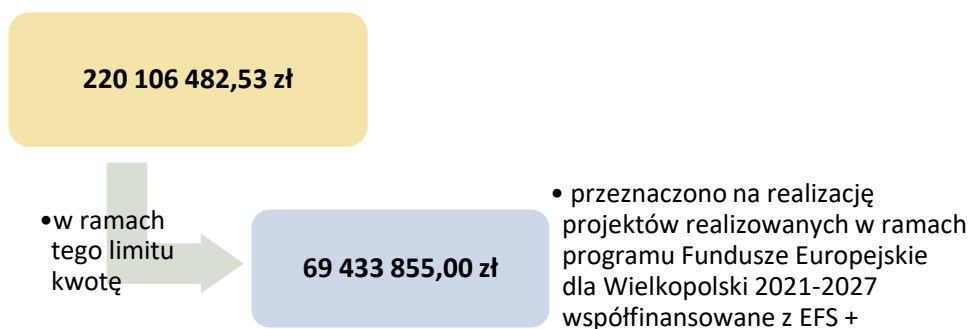 220 106 482,53 zł
•w ramach
tego limitu
kwotę
69 433 855,00 zł
• przeznaczono na realizację
projektów realizowanych w ramach
programu Fundusze Europejskie
dla Wielkopolski 2021-2027
współfinansowane z EFS +